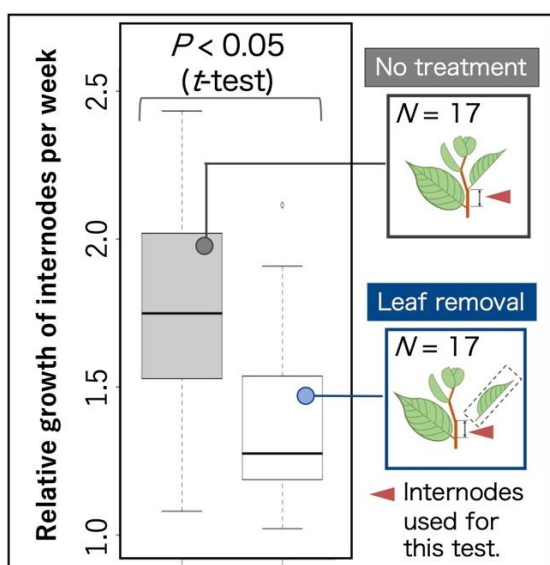 P < 0.05
(t-test)
Relative growth of internodes per week
2.5
2.0
1.5
1.0
No treatment
N = 17
Leaf removal
N = 17
Internodes
used for
this test.